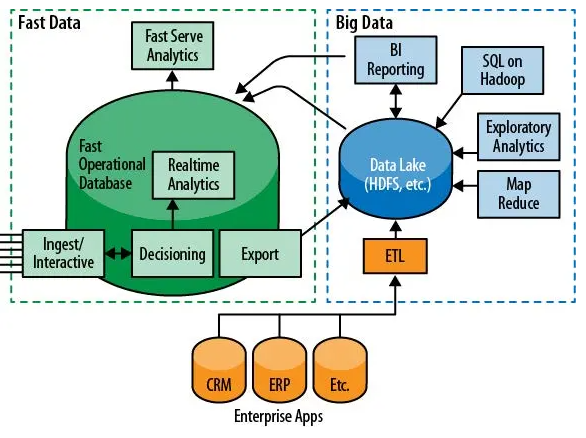 Fast Data
Fast Serve
Analytics
Fast
Operational
Database
Realtime
Analytics
Ingest/
Interactive
Decisioning
Export
Big Data
BI
Reporting
SQL on
Hadoop
Data Lake
(HDFS, etc.)
Exploratory
Analytics
Map
Reduce
ETL
CRM
ERP
Etc.
Enterprise Apps